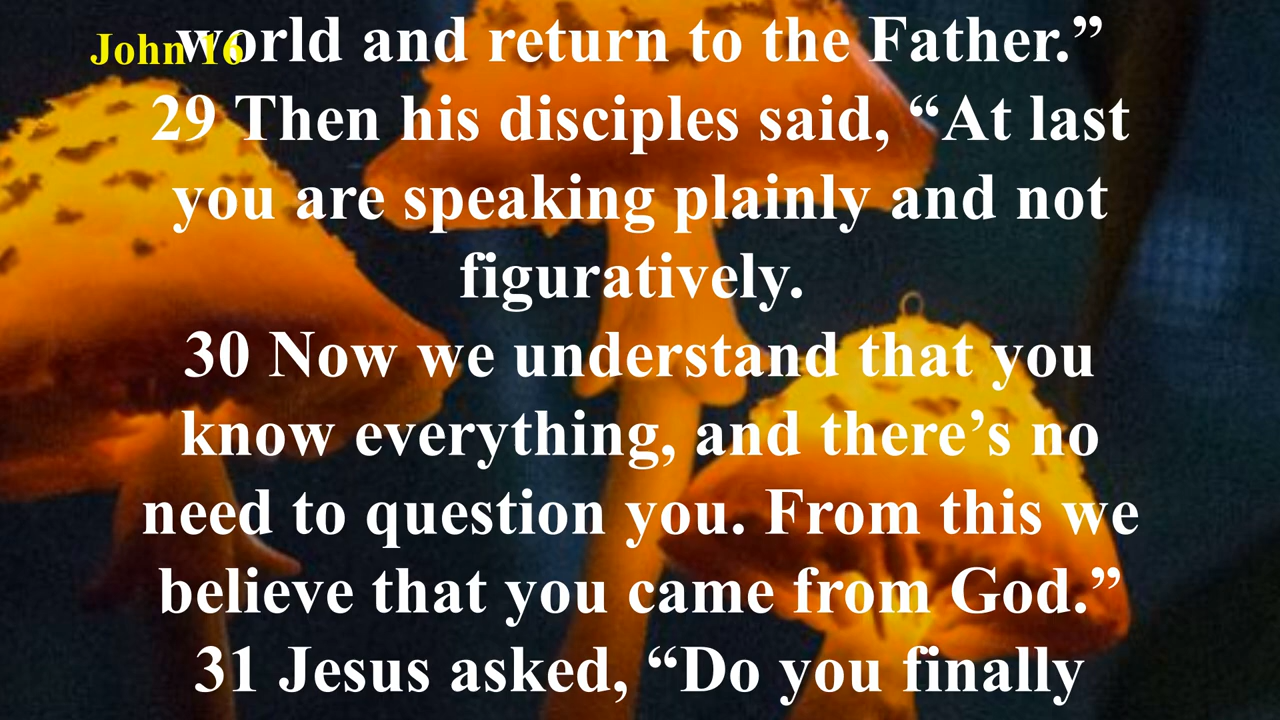 John 16
world and return to the Father.”
29 Then his disciples said, “At last
you are speaking plainly and not
figuratively.
30 Now we understand that you
know everything, and there’s no
need to question you. From this we
believe that you came from God.”
31 Jesus asked, “Do you finally